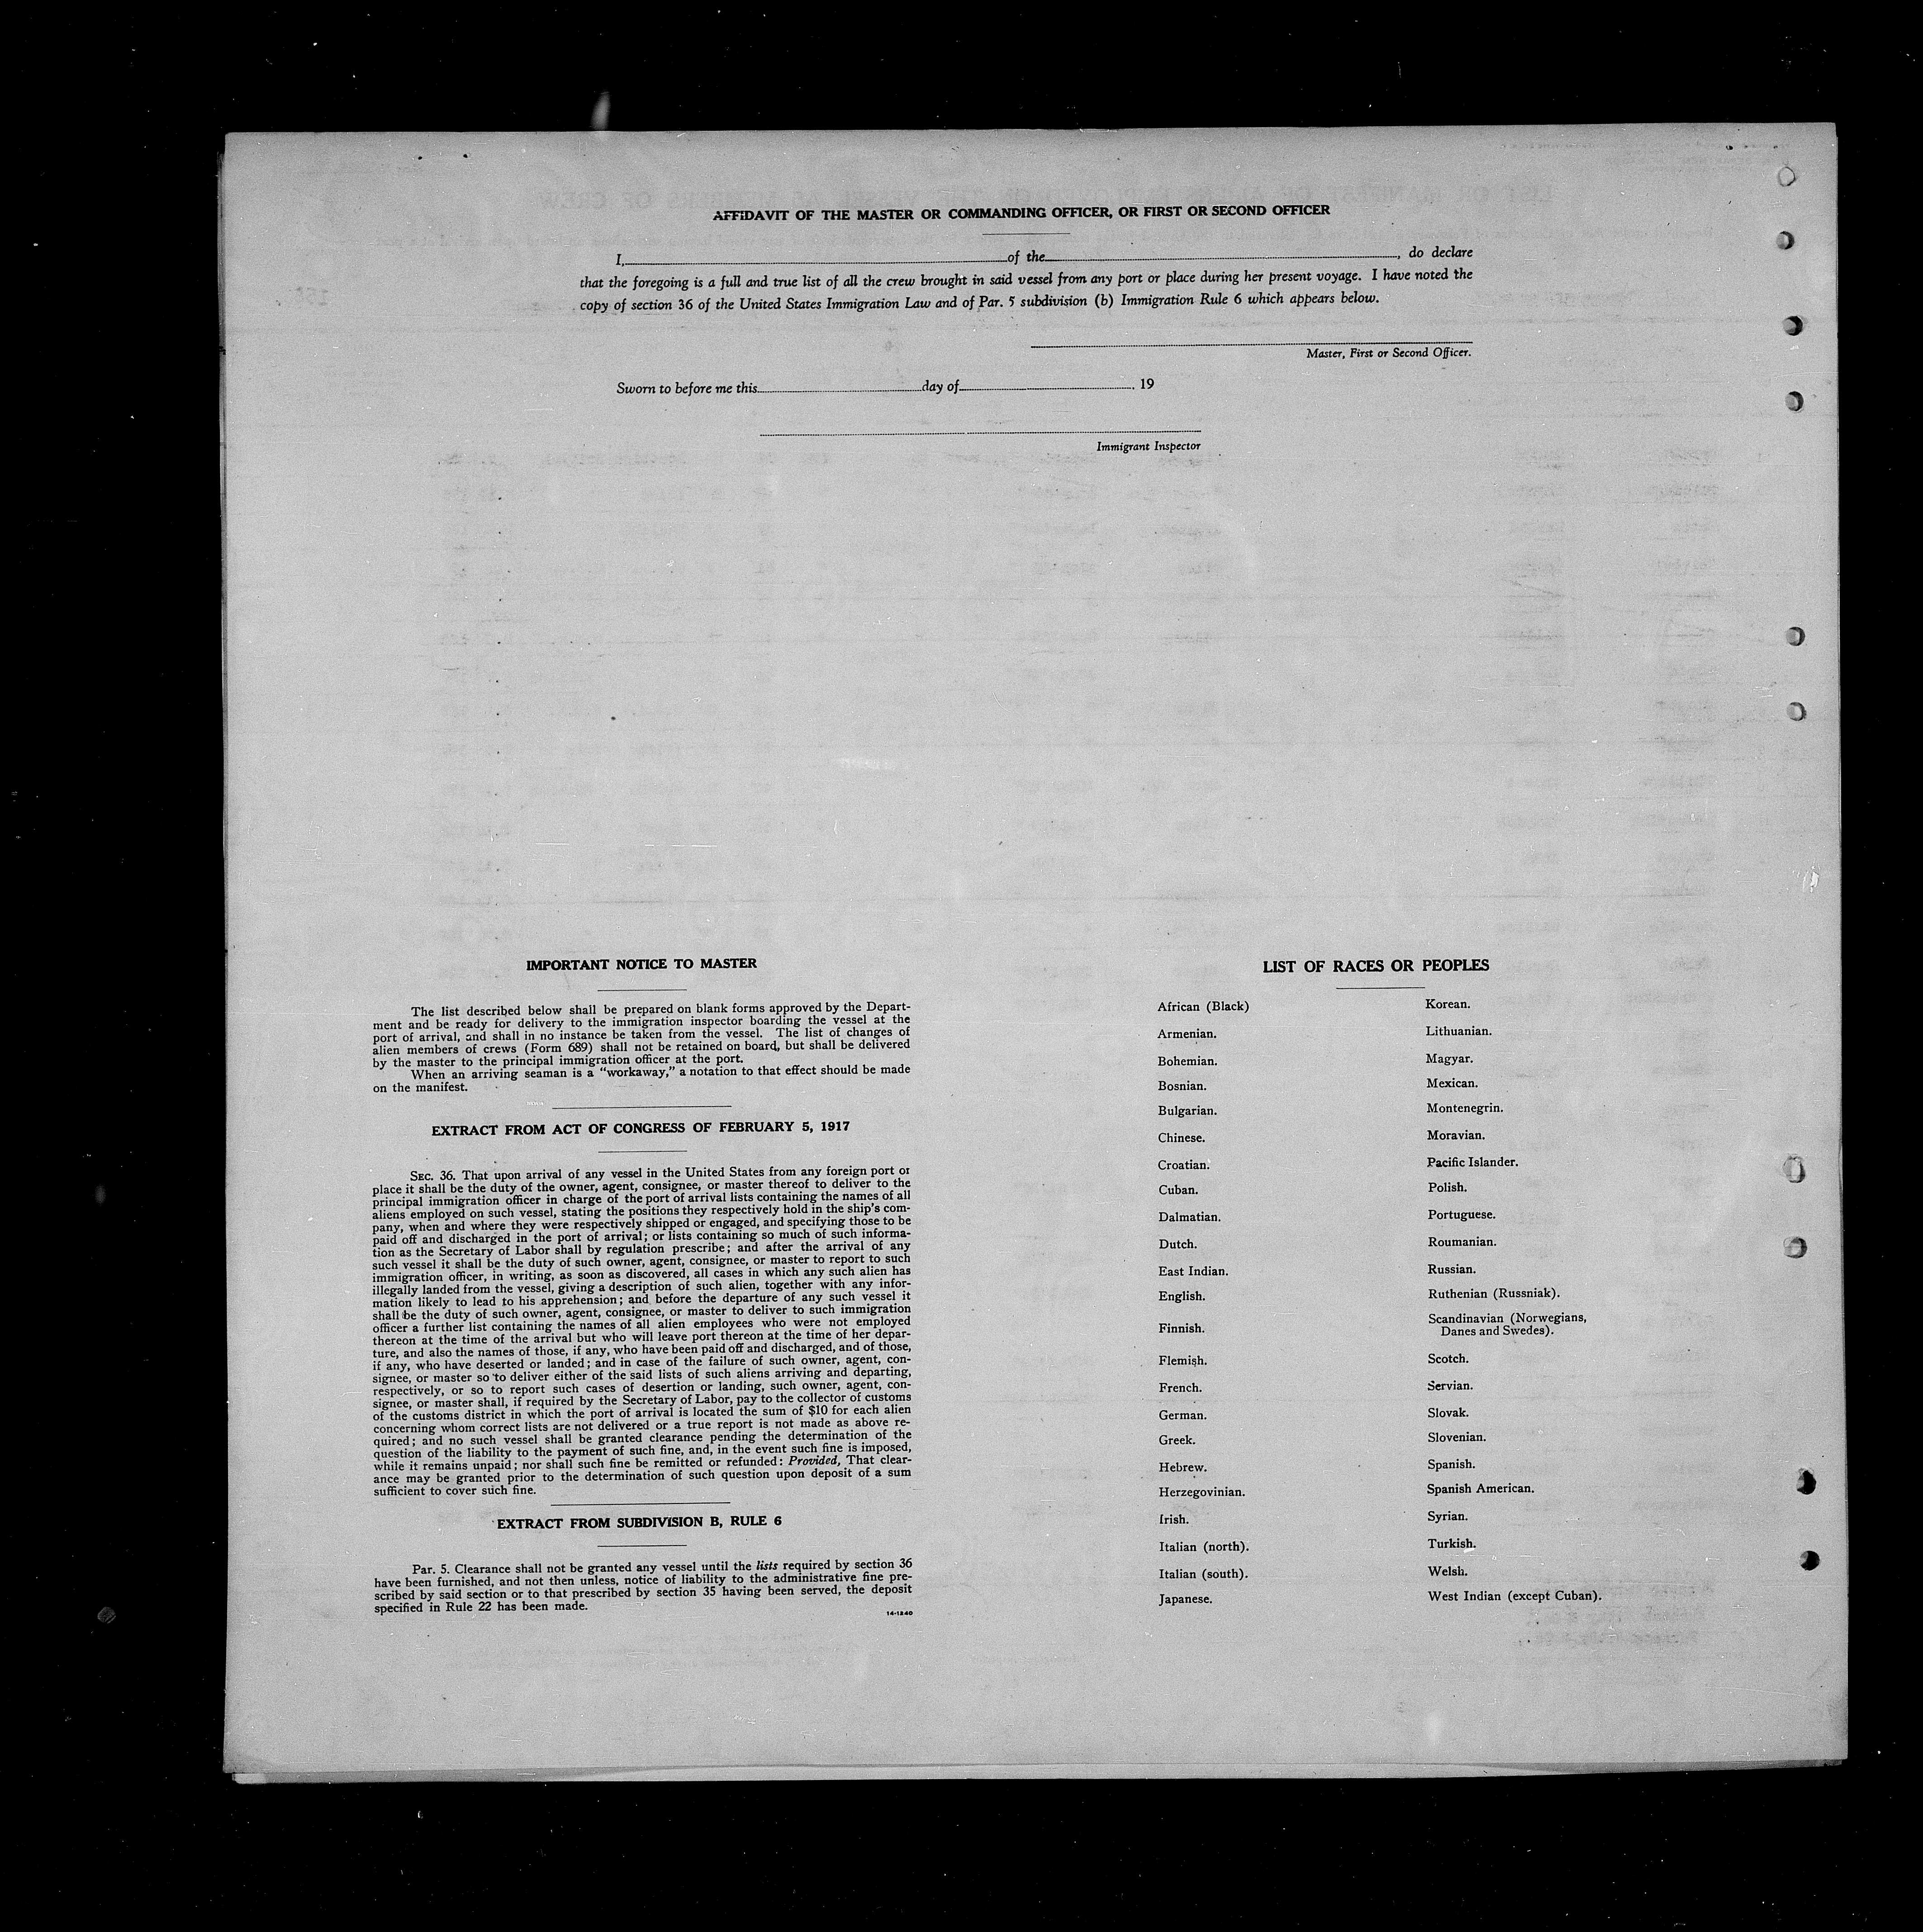 AFFIDAVIT OF THE MASTER OR COMMANDING OFFICER, OR FIRST OR SECOND OFFICER
I, of the , do declare
that the foregoing is a full and true list of all the crew brought in said vessel from any port or place during her present voyage. I have noted the
copy of section 36 of the United States Immigration Law and of Par. 5 subdivision (b) Immigration Rule 6 which appears below.
Master, First or Second Officer.
Sworn to before me this day of , 19
Immigrant Inspector
IMPORTANT NOTICE TO MASTER
The list described below shall be prepared on blank forms approved by the Depart-
ment and be ready for delivery to the immigration inspector boarding the vessel at the
port of arrival, and shall in no instance be taken from the vessel. The list of changes of
alien members of crews (Form 689) shall not be retained on board, but shall be delivered
by the master to the principal immigration officer at the port.
When an arriving seaman is a “workaway,” a notation to that effect should be made
on the manifest.
EXTRACT FROM ACT OF CONGRESS OF FEBRUARY 5, 1917
SEC. 36. That upon arrival of any vessel in the United States from any foreign port or
place it shall be the duty of the owner, agent, consignee, or master thereof to deliver to the
principal immigration officer in charge of the port of arrival lists containing the names of all
aliens employed on such vessel, stating the positions they respectively hold in the ship's com-
pany, when and where they were respectively shipped or engaged, and specifying those to be
paid off and discharged in the port of arrival; or lists containing so much of such informa-
tion as the Secretary of Labor shall by regulation prescribe; and after the arrival of any
such vessel it shall be the duty of such owner, agent, consignee, or master to report to such
immigration officer, in writing, as soon as discovered, all cases in which any such alien has
illegally landed from the vessel, giving a description of such alien, together with any infor-
mation likely to lead to his apprehension; and before the departure of any such vessel it
shall be the duty of such owner, agent, consignee, or master to deliver to such immigration
officer a further list containing the names of all alien employees who were not employed
thereon at the time of the arrival but who will leave port thereon at the time of her depar-
ture, and also the names of those, if any, who have been paid off and discharged, and of those,
if any, who have deserted or landed; and in case of the failure of such owner, agent, con-
signee, or master so to deliver either of the said lists of such aliens arriving and departing,
respectively, or so to report such cases of desertion or landing, such owner, agent, con-
signee, or master shall, if required by the Secretary of Labor, pay to the collector of customs
of the customs district in which the port of arrival is located the sum of $10 for each alien
concerning whom correct lists are not delivered or a true report is not made as above re-
quired; and no such vessel shall be granted clearance pending the determination of the
question of the liability to the payment of such fine, and, in the event such fine is imposed,
while it remains unpaid; nor shall such fine be remitted or refunded: Provided, That clear-
ance may be granted prior to the determination of such question upon deposit of a sum
sufficient to cover such fine.
EXTRACT FROM SUBDIVISION B, RULE 6
Par. 5. Clearance shall not be granted any vessel until the lists required by section 36
have been furnished, and not then unless, notice of liability to the administrative fine pre-
scribed by said section or to that prescribed by section 35 having been served, the deposit
specified in Rule 22 has been made.
14-1240
LIST OF RACES OR PEOPLES
African (Black)
Armenian.
Bohemian.
Bosnian.
Bulgarian.
Chinese.
Croatian.
Cuban.
Dalmatian.
Dutch.
East Indian.
English.
Finnish.
Flemish.
French.
German.
Greek.
Hebrew.
Herzegovinian.
Irish.
Italian (north).
Italian (south).
Japanese.
Korean.
Lithuanian.
Magyar.
Mexican.
Montenegrin.
Moravian.
Pacific Islander.
Polish.
Portuguese.
Roumanian.
Russian.
Ruthenian (Russniak).
Scandinavian (Norwegians,
Danes and Swedes).
Scotch.
Servian.
Slovak.
Slovenian.
Spanish.
Spanish American.
Syrian.
Turkish.
Welsh.
West Indian (except Cuban).